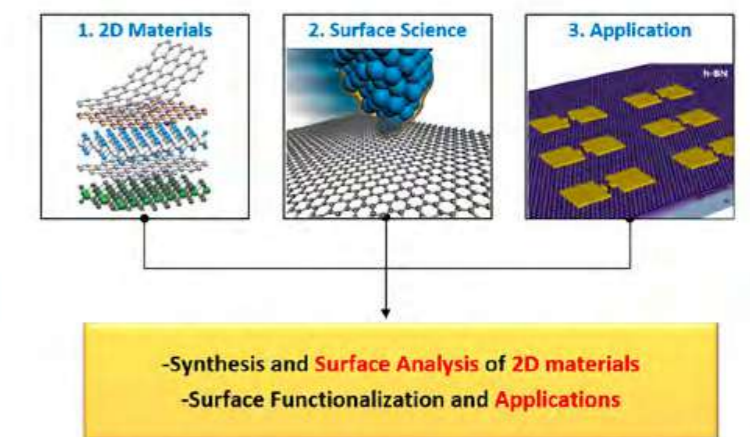 1. 2D Materials
2. Surface Science
3. Application
h-BN
-Synthesis and Surface Analysis of 2D materials
-Surface Functionalization and Applications